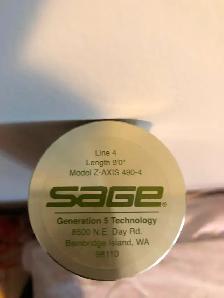 Line 4
Length 9'0"
Model Z-AXIS 490-4
SAGE®
Generation 5 Technology
8500 N.E. Day Rd.
Bainbridge Island, WA
98110